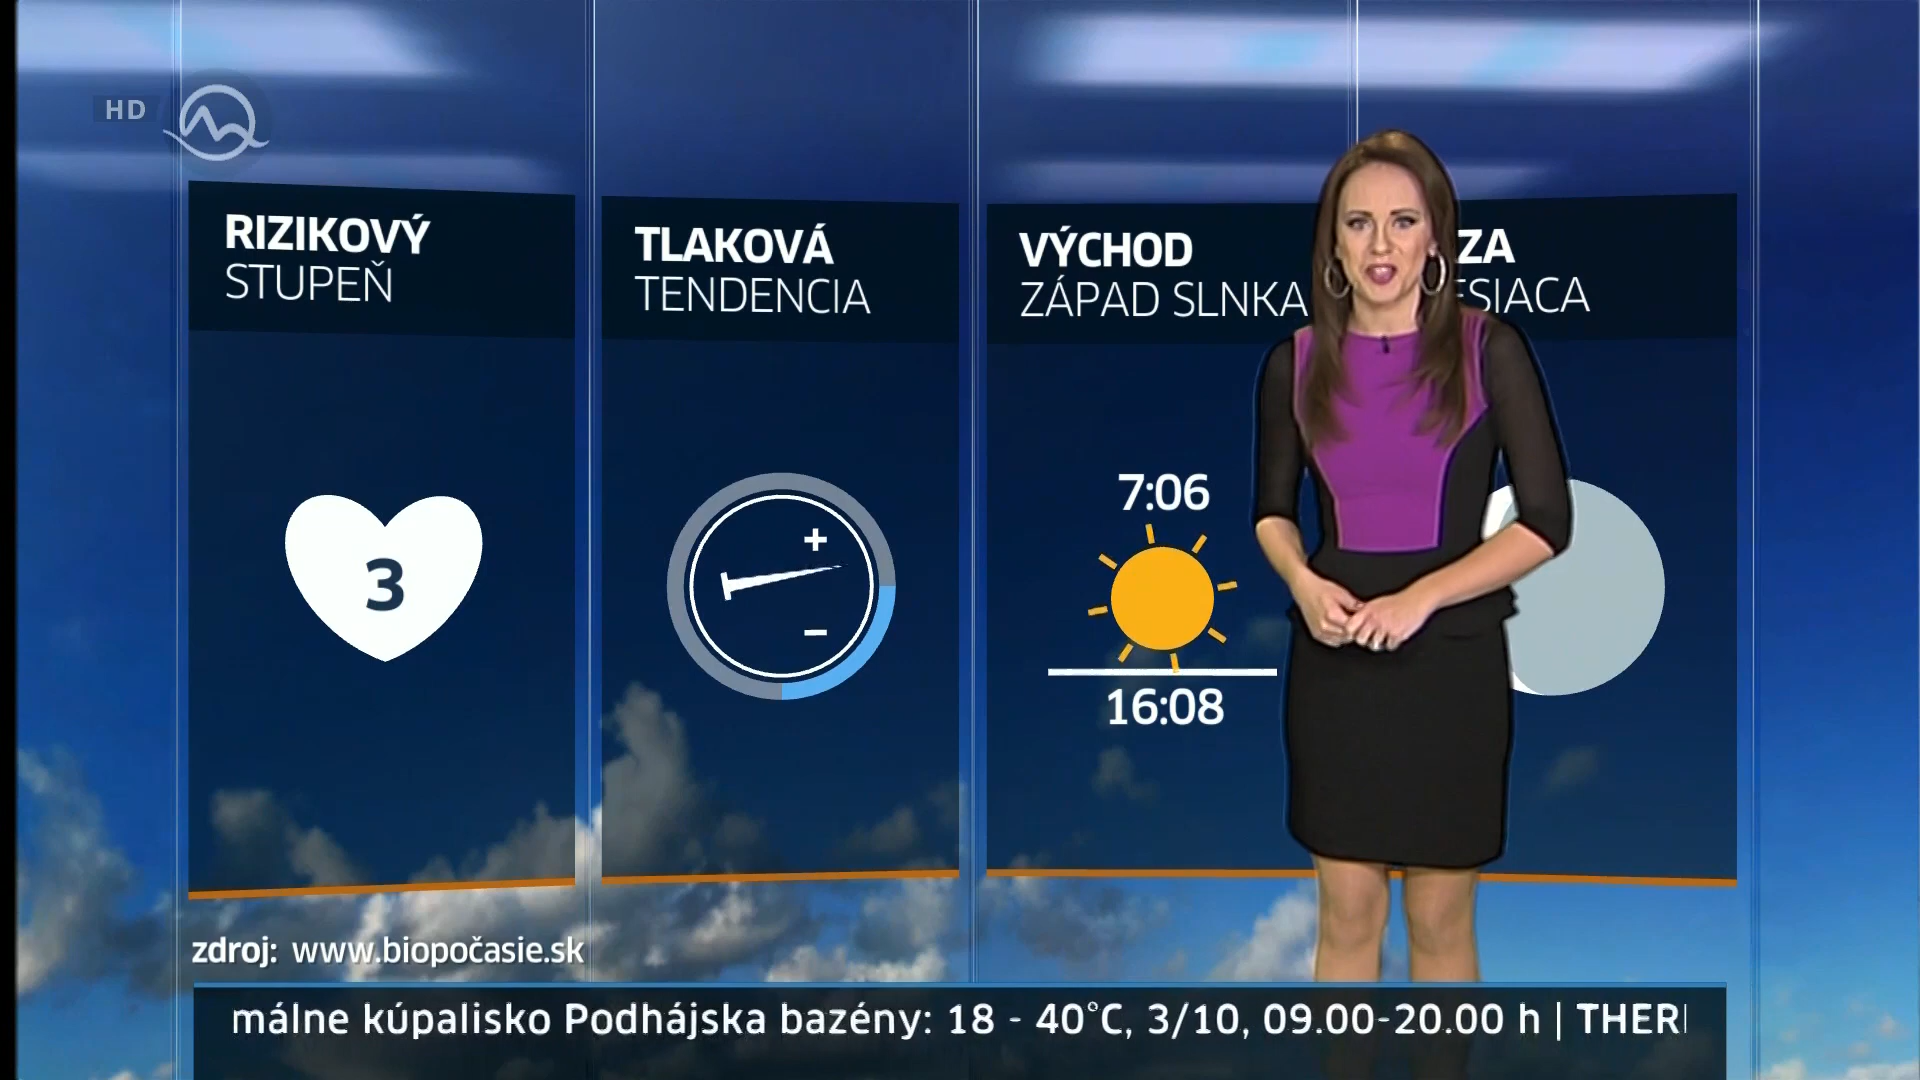 HD
RIZIKOVÝ
STUPEŇ
TLAKOVÁ
TENDENCIA
VÝCHOD
ZÁPAD SLNKA
ZA
ESIACA
3
+
−
7:06
16:08
zdroj: www.biopočasie.sk
málne kúpalisko Podhájska bazény: 18 - 40°C, 3/10, 09.00-20.00 h | THER